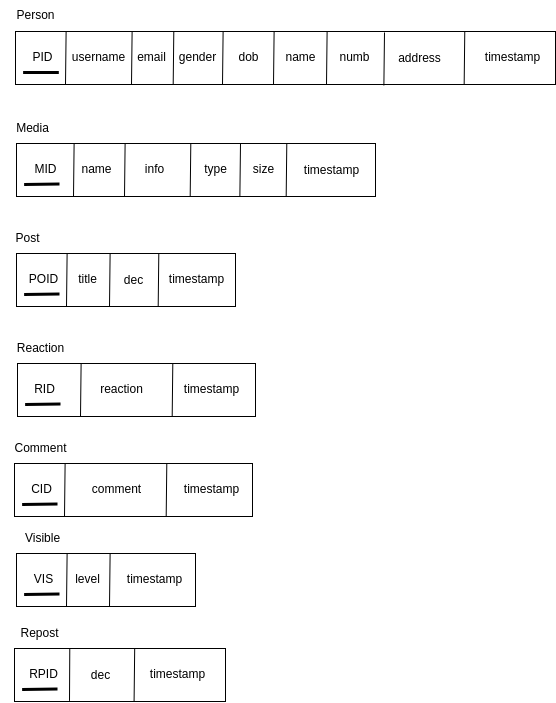 Person
PID username email gender dob name numb address timestamp
Media
MID name info type size timestamp
Post
POID title dec timestamp
Reaction
RID reaction timestamp
Comment
CID comment timestamp
Visible
VIS level timestamp
Repost
RPID dec timestamp